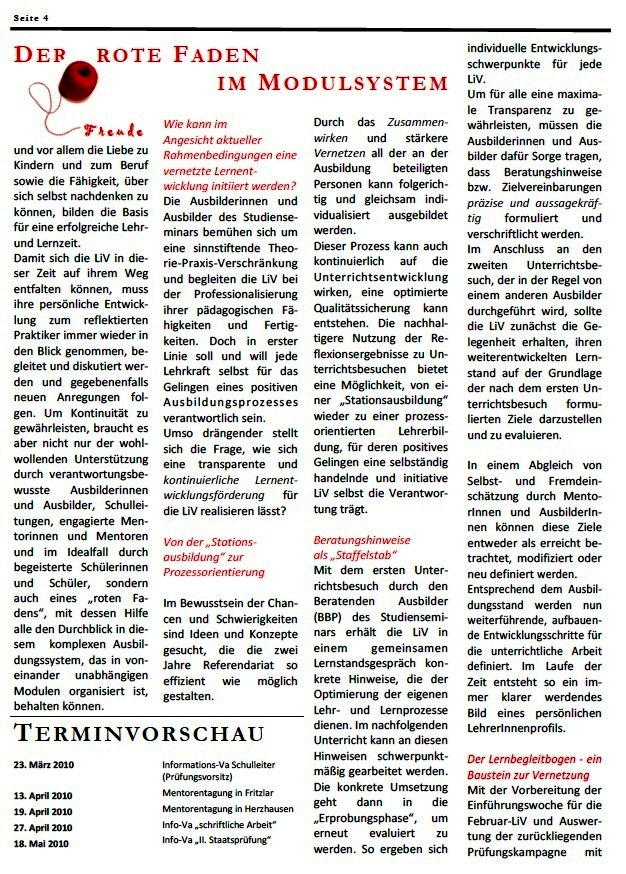 Seite 4
DER ROTE FADEN
IM MODULSYSTEM
Freude
und vor allem die Liebe zu
Kindern und zum Beruf
sowie die Fähigkeit, über
sich selbst nachdenken zu
können, bilden die Basis
für eine erfolgreiche Lehr-
und Lernzeit.
Damit sich die LiV in die-
ser Zeit auf ihrem Weg
entfalten können, muss
ihre persönliche Entwick-
lung zum reflektierten
Praktiker immer wieder in
den Blick genommen, be-
gleitet und diskutiert wer-
den und gegebenenfalls
neuen Anregungen fol-
gen. Um Kontinuität zu
gewährleisten, braucht es
aber nicht nur der wohl-
wollenden Unterstützung
durch verantwortungsbe-
wusste Ausbilderinnen
und Ausbilder, Schullei-
tungen, engagierte Men-
torinnen und Mentoren
und im Idealfall durch
begeisterte Schülerinnen
und Schüler, sondern
auch eines „roten Fa-
dens“, mit dessen Hilfe
alle den Durchblick in die-
sem komplexen Ausbil-
dungssystem, das in von-
einander unabhängigen
Modulen organisiert ist,
behalten können.
Wie kann im
Angesicht aktueller
Rahmenbedingungen eine
vernetzte Lernent-
wicklung initiiert werden?
Die Ausbilderinnen und
Ausbilder des Studiense-
minars bemühen sich um
eine sinnstiftende Theo-
rie-Praxis-Verschränkung
und begleiten die LiV bei
der Professionalisierung
ihrer pädagogischen Fä-
higkeiten und Fertig-
keiten. Doch in erster
Linie soll und will jede
Lehrkraft selbst für das
Gelingen eines positiven
Ausbildungsprozesses
verantwortlich sein.
Umso drängender stellt
sich die Frage, wie sich
eine transparente und
kontinuierliche Lernent-
wicklungsförderung für
die LiV realisieren lässt?
Von der „Stations-
ausbildung“ zur
Prozessorientierung
Im Bewusstsein der Chan-
cen und Schwierigkeiten
sind Ideen und Konzepte
gesucht, die die zwei
Jahre Referendariat so
effizient wie möglich
gestalten.
Durch das Zusammen-
wirken und stärkere
Vernetzen all der an der
Ausbildung beteiligten
Personen kann folgerich-
tig und gleichsam indi-
vidualisiert ausgebildet
werden.
Dieser Prozess kann auch
kontinuierlich auf die
Unterrichtsentwicklung
wirken, eine optimierte
Qualitätssicherung kann
entstehen. Die nachhal-
tigere Nutzung der Re-
flexionsergebnisse zu Un-
terrichtsbesuchen bietet
eine Möglichkeit, von ei-
ner „Stationsausbildung“
wieder zu einer prozess-
orientierten Lehrerbil-
dung, für deren positives
Gelingen eine selbständig
handelnde und initiative
LiV selbst die Verantwor-
tung trägt.
Beratungshinweise
als „Staffelstab“
Mit dem ersten Unter-
richtsbesuch durch den
Beratenden Ausbilder
(BBP) des Studiensemi-
nars erhält die LiV in
einem gemeinsamen
Lernstandsgespräch kon-
krete Hinweise, die der
Optimierung der eigenen
Lehr- und Lernprozesse
dienen. Im nachfolgenden
Unterricht kann an diesen
Hinweisen schwerpunkt-
mäßig gearbeitet werden.
Die konkrete Umsetzung
geht dann in die
„Erprobungsphase“, um
erneut evaluiert zu
werden. So ergeben sich
individuelle Entwicklungs-
schwerpunkte für jede
LiV.
Um für alle eine maxima-
le Transparenz zu ge-
währleisten, müssen die
Ausbilderinnen und Aus-
bilder dafür Sorge tragen,
dass Beratungshinweise
bzw. Zielvereinbarungen
präzise und aussagekräf-
tig formuliert und
verschriftlicht werden.
Im Anschluss an den
zweiten Unterrichtsbe-
such, der in der Regel von
einem anderen Ausbilder
durchgeführt wird, sollte
die LiV zunächst die Ge-
legenheit erhalten, ihren
weiterentwickelten Lern-
stand auf der Grundlage
der nach dem ersten Un-
terrichtsbesuch formu-
lierten Ziele darzustellen
und zu evaluieren.
In einem Abgleich von
Selbst- und Fremdein-
schätzung durch Mento-
rInnen und AusbilderIn-
nen können diese Ziele
entweder als erreicht be-
trachtet, modifiziert oder
neu definiert werden.
Entsprechend dem Ausbil-
dungsstand werden nun
weiterführende, aufbauen-
de Entwicklungsschritte für
die unterrichtliche Arbeit
definiert. Im Laufe der
Zeit entsteht so ein im-
mer klarer werdendes
Bild eines persönlichen
LehrerInnenprofils.
Der Lernbegleitbogen - ein
Baustein zur Vernetzung
Mit der Vorbereitung der
Einführungswoche für die
Februar-LiV und Auswer-
tung der zurückliegenden
Prüfungskampagne mit
TERMINVORSCHAU
23. März 2010 Informations-Va Schulleiter
(Prüfungsvorsitz)
13. April 2010 Mentorentagung in Fritzlar
19. April 2010 Mentorentagung in Herzhausen
27. April 2010 Info-Va „schriftliche Arbeit“
18. Mai 2010 Info-Va „II. Staatsprüfung“